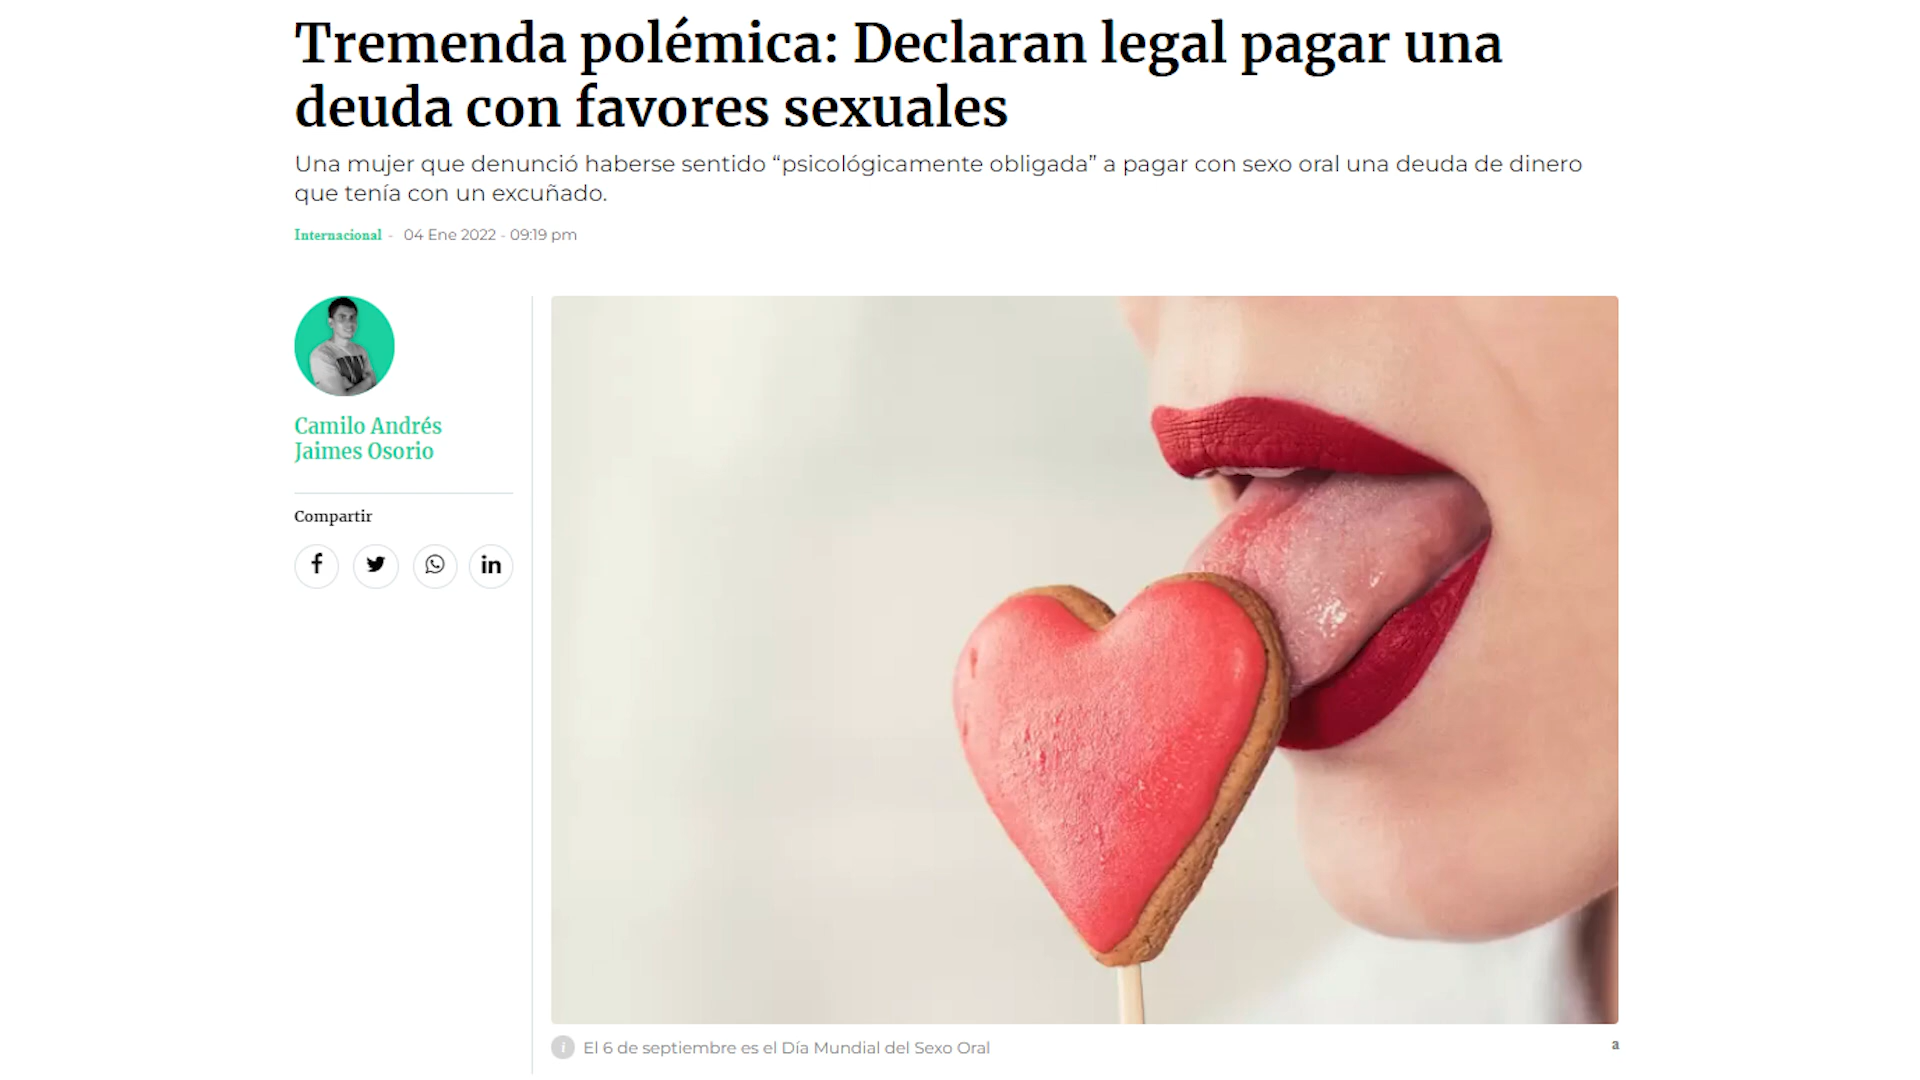 Tremenda polémica: Declaran legal pagar una
deuda con favores sexuales
Una mujer que denunció haberse sentido “psicológicamente obligada” a pagar con sexo oral una deuda de dinero
que tenía con un excuñado.
Internacional - 04 Ene 2022 - 09:19 pm
Camilo Andrés
Jaimes Osorio
Compartir
El 6 de septiembre es el Día Mundial del Sexo Oral
a